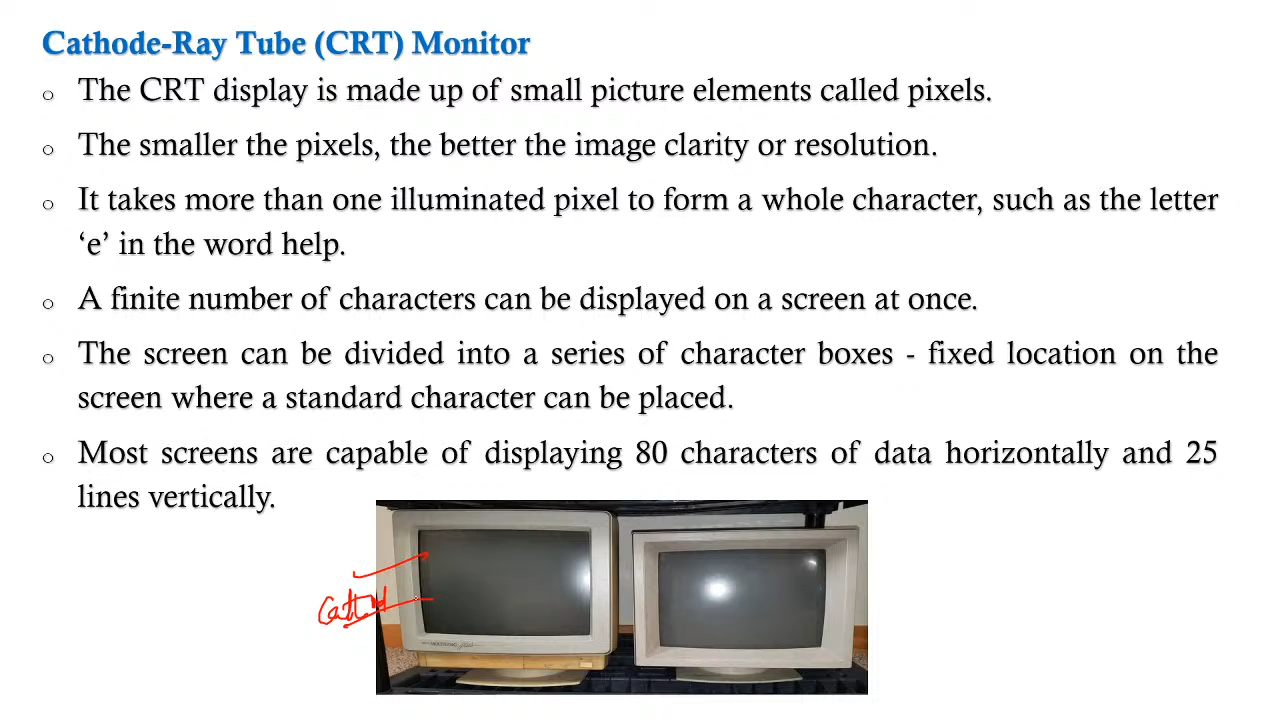 Cathode-Ray Tube (CRT) Monitor
The CRT display is made up of small picture elements called pixels.
The smaller the pixels, the better the image clarity or resolution.
It takes more than one illuminated pixel to form a whole character, such as the letter
‘e’ in the word help.
A finite number of characters can be displayed on a screen at once.
The screen can be divided into a series of character boxes - fixed location on the
screen where a standard character can be placed.
Most screens are capable of displaying 80 characters of data horizontally and 25
lines vertically.